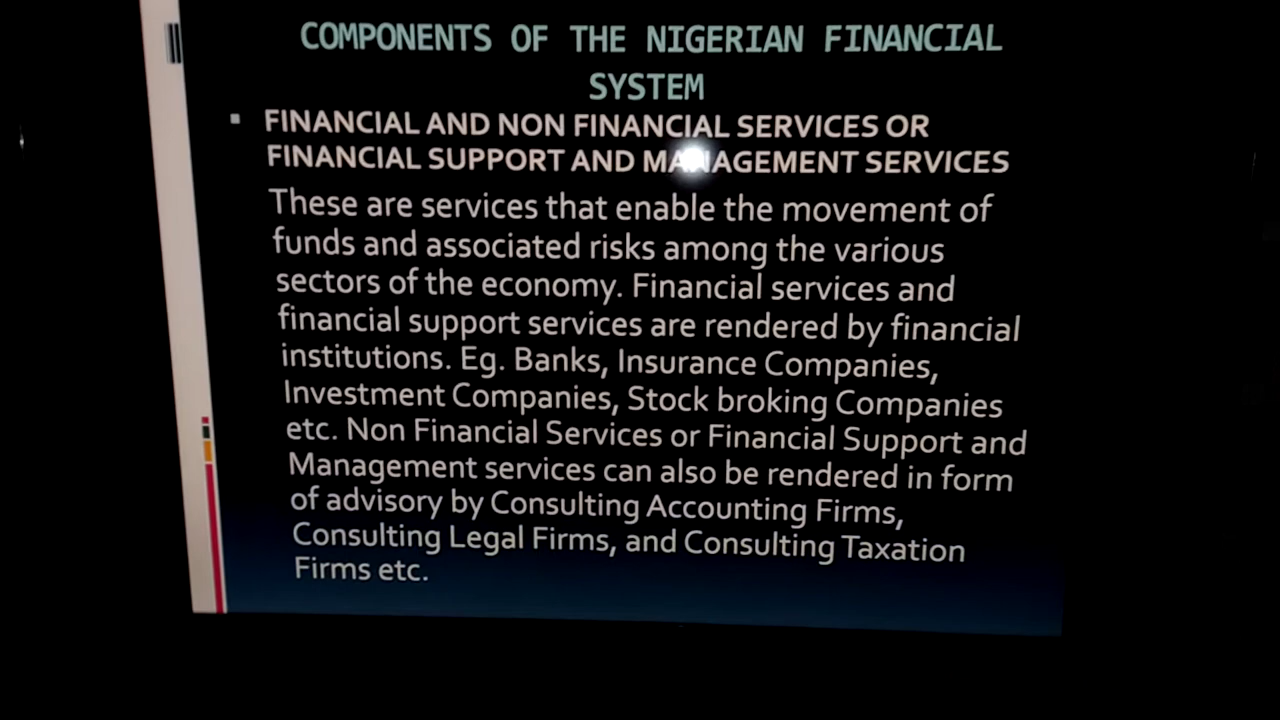 COMPONENTS OF THE NIGERIAN FINANCIAL
SYSTEM
▪ FINANCIAL AND NON FINANCIAL SERVICES OR
FINANCIAL SUPPORT AND MANAGEMENT SERVICES
These are services that enable the movement of
funds and associated risks among the various
sectors of the economy. Financial services and
financial support services are rendered by financial
institutions. Eg. Banks, Insurance Companies,
Investment Companies, Stock broking Companies
etc. Non Financial Services or Financial Support and
Management services can also be rendered in form
of advisory by Consulting Accounting Firms,
Consulting Legal Firms, and Consulting Taxation
Firms etc.